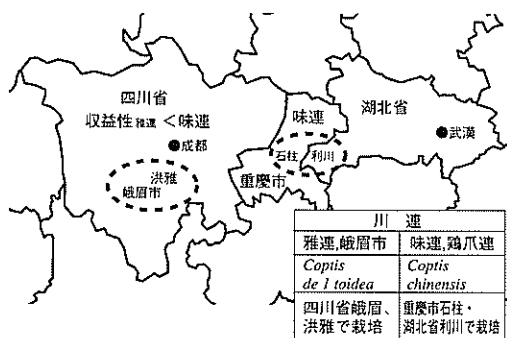 四川省
収益性雅連＜味連
●成都
洪雅
峨眉市
味連
石柱 利川
重慶市
湖北省
●武漢
川 連
雅連,峨眉市 味連,鶏爪連
Coptis de l toidea Coptis chinensis
四川省峨眉、洪雅で栽培 重慶市石柱・湖北省利川で栽培